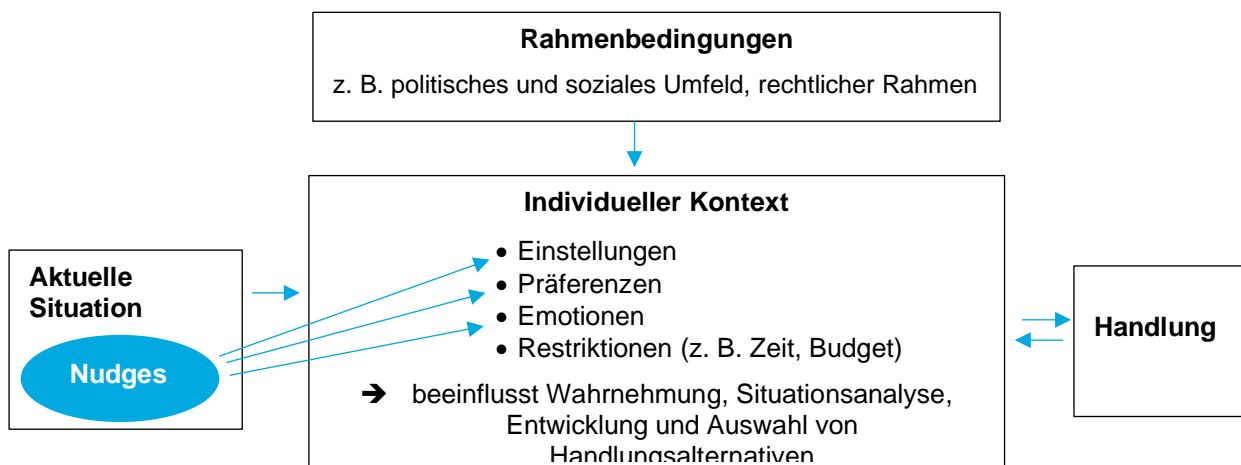 Rahmenbedingungen
z. B. politisches und soziales Umfeld, rechtlicher Rahmen
Individueller Kontext
• Einstellungen
• Präferenzen
• Emotionen
• Restriktionen (z. B. Zeit, Budget)
➔ beeinflusst Wahrnehmung, Situationsanalyse,
Entwicklung und Auswahl von
Handlungsalternativen
Aktuelle
Situation
Nudges
Handlung